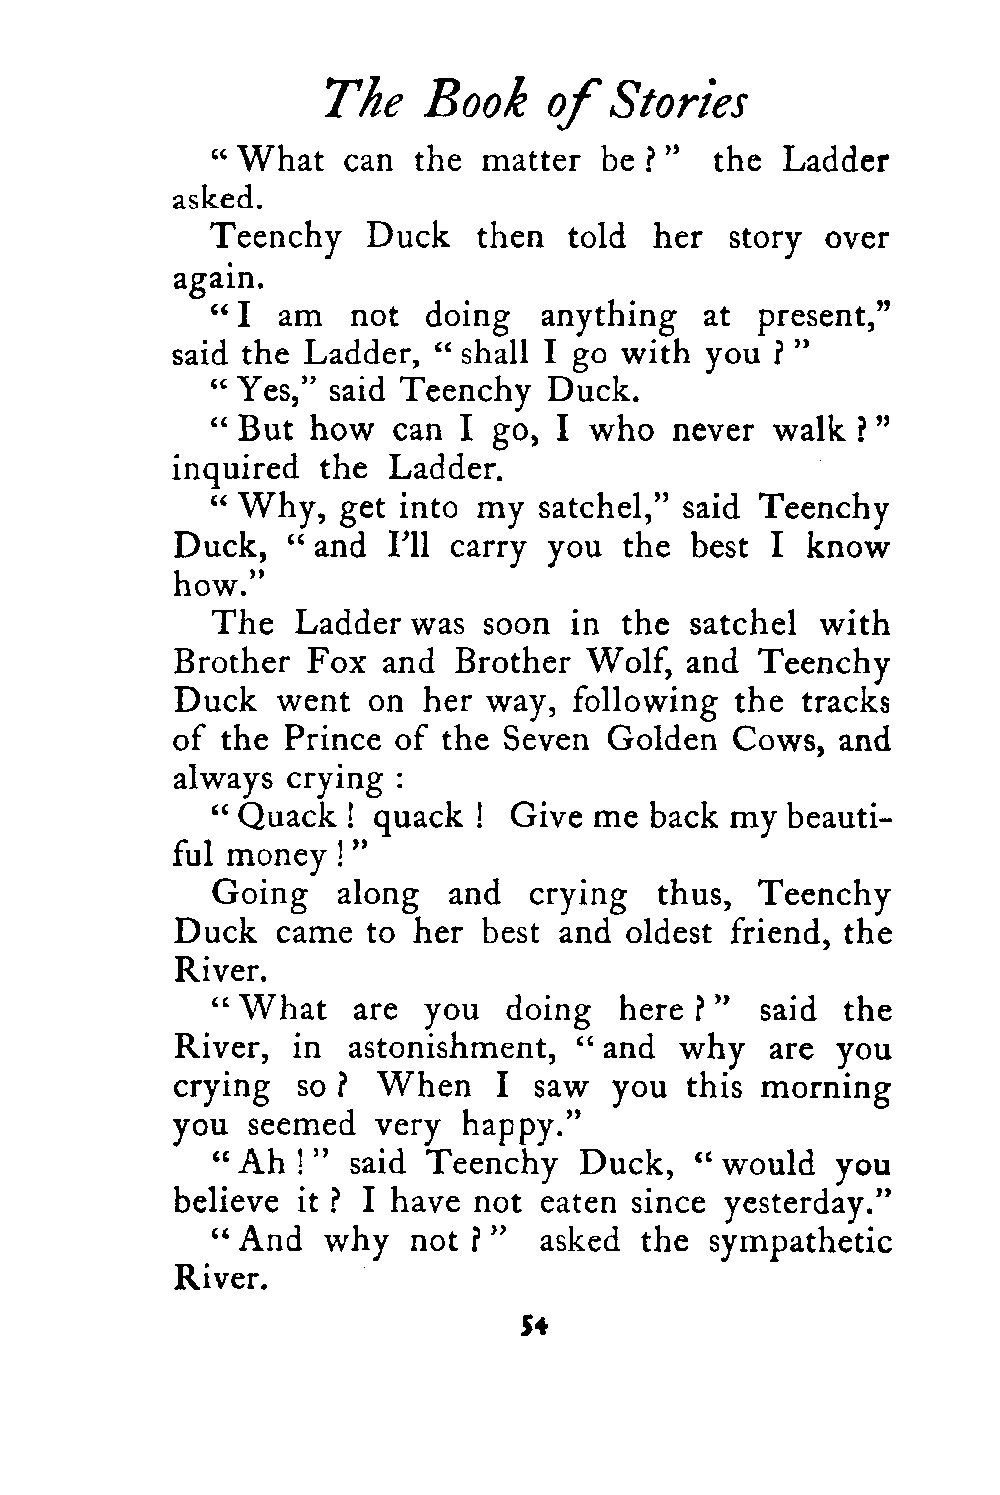 The Book of Stories
“ What can the matter be ? ” the Ladder
asked.
Teenchy Duck then told her story over
again.
“ I am not doing anything at present,”
said the Ladder, “ shall I go with you ? ”
“ Yes,” said Teenchy Duck.
“ But how can I go, I who never walk ? ”
inquired the Ladder.
“ Why, get into my satchel,” said Teenchy
Duck, “ and I’ll carry you the best I know
how.”
The Ladder was soon in the satchel with
Brother Fox and Brother Wolf, and Teenchy
Duck went on her way, following the tracks
of the Prince of the Seven Golden Cows, and
always crying :
“ Quack ! quack ! Give me back my beauti-
ful money ! ”
Going along and crying thus, Teenchy
Duck came to her best and oldest friend, the
River.
“ What are you doing here ? ” said the
River, in astonishment, “ and why are you
crying so ? When I saw you this morning
you seemed very happy.”
“ Ah ! ” said Teenchy Duck, “ would you
believe it ? I have not eaten since yesterday.”
“ And why not ? ” asked the sympathetic
River.
54